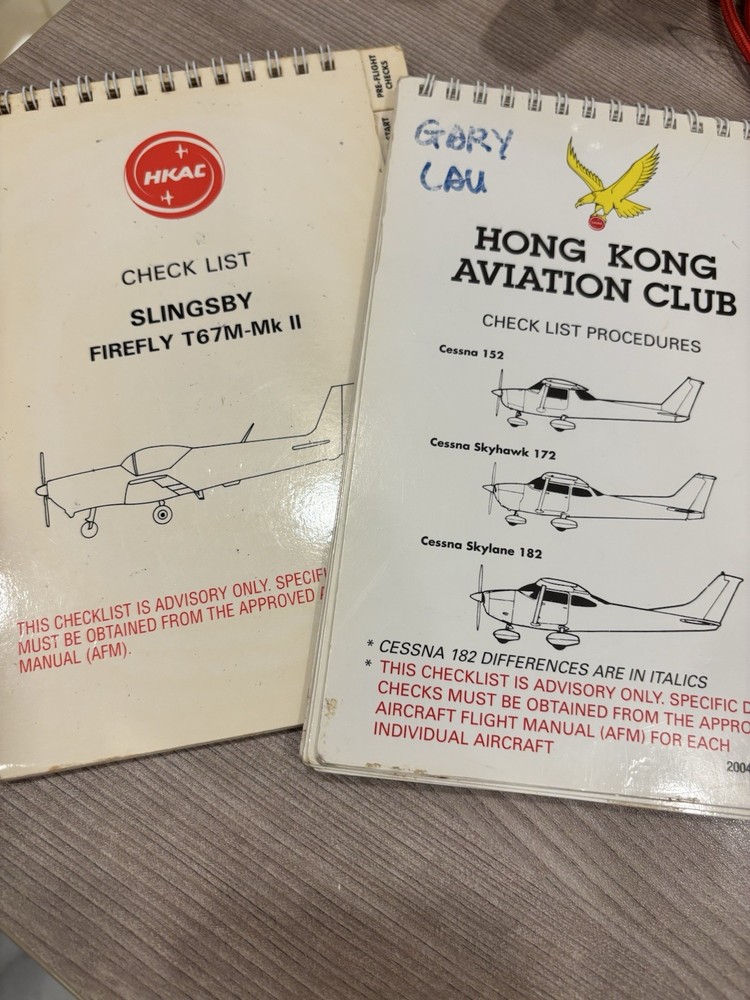 PRE-FLIGHT
CHECKS
START
HKAC
CHECK LIST
SLINGSBY
FIREFLY T67M-Mk II
THIS CHECKLIST IS ADVISORY ONLY.
MUST BE OBTAINED FROM THE APPROVED
MANUAL (AFM).
GARY
LAU
HONG KONG
AVIATION CLUB
CHECK LIST PROCEDURES
Cessna 152
Cessna Skyhawk 172
Cessna Skylane 182
* CESSNA 182 DIFFERENCES ARE IN ITALICS
* THIS CHECKLIST IS ADVISORY ONLY. SPECIFIC D
CHECKS MUST BE OBTAINED FROM THE APPRO
AIRCRAFT FLIGHT MANUAL (AFM) FOR EACH
INDIVIDUAL AIRCRAFT
2004